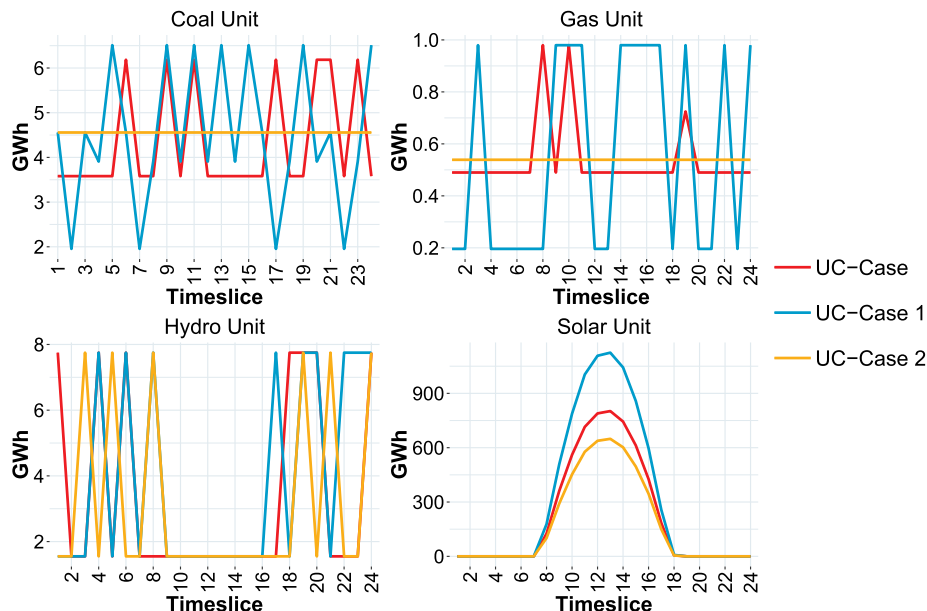 Coal Unit
GWh
6
5
4
3
2
1 3 5 7 9 11 13 15 17 19 21 23
Timeslice
Gas Unit
GWh
1.0
0.8
0.6
0.4
0.2
2 4 6 8 10 12 14 16 18 20 22 24
Timeslice
Hydro Unit
GWh
8
6
4
2
2 4 6 8 10 12 14 16 18 20 22 24
Timeslice
Solar Unit
GWh
900
600
300
0
2 4 6 8 10 12 14 16 18 20 22 24
Timeslice
UC−Case
UC−Case 1
UC−Case 2